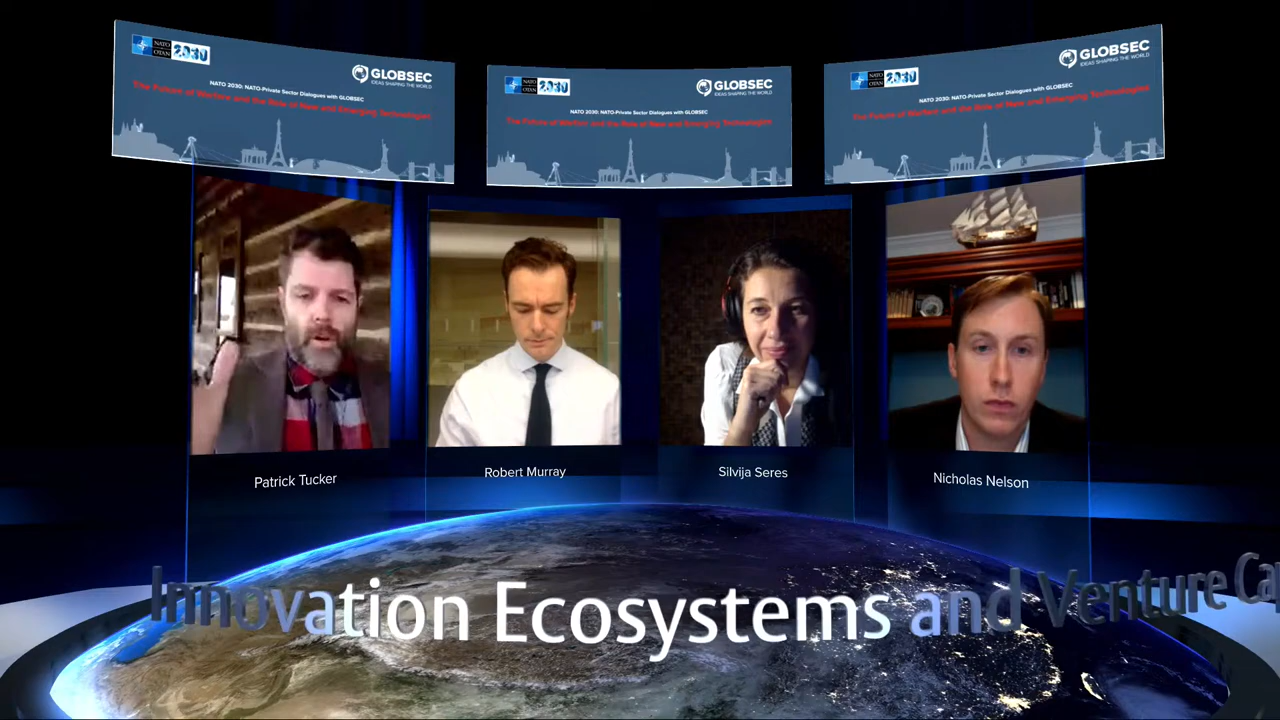 NATO
OTAN
2030
GLOBSEC
IDEAS SHAPING THE WORLD
NATO 2030: NATO-Private Sector Dialogues with GLOBSEC
The Future of Warfare and the Role of New and Emerging Technologies
NATO
OTAN
2030
GLOBSEC
IDEAS SHAPING THE WORLD
NATO 2030: NATO-Private Sector Dialogues with GLOBSEC
The Future of Warfare and the Role of New and Emerging Technologies
NATO
OTAN
2030
GLOBSEC
IDEAS SHAPING THE WORLD
NATO 2030: NATO-Private Sector Dialogues with GLOBSEC
The Future of Warfare and the Role of New and Emerging Technologies
Patrick Tucker
Robert Murray
Silvija Seres
Nicholas Nelson
Innovation Ecosystems and Venture Ca